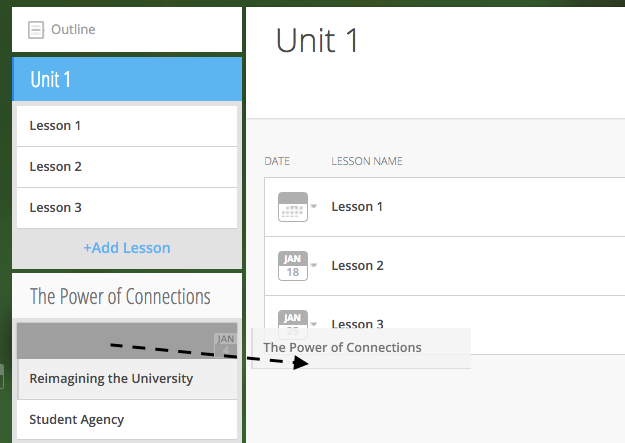 Outline
Unit 1
Lesson 1
Lesson 2
Lesson 3
+Add Lesson
The Power of Connections
JAN
Reimagining the University
Student Agency
Unit 1
DATE LESSON NAME
Lesson 1
JAN
18 Lesson 2
JAN
25 Lesson 3
The Power of Connections